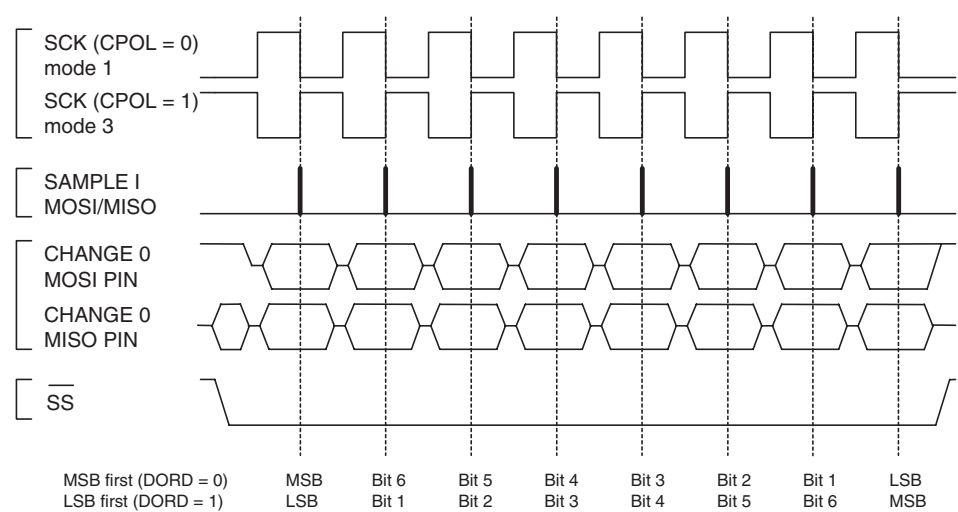 SCK (CPOL = 0)
mode 1
SCK (CPOL = 1)
mode 3
SAMPLE I
MOSI/MISO
CHANGE 0
MOSI PIN
CHANGE 0
MISO PIN
SS
MSB first (DORD = 0) MSB Bit 6 Bit 5 Bit 4 Bit 3 Bit 2 Bit 1 LSB
LSB first (DORD = 1) LSB Bit 1 Bit 2 Bit 3 Bit 4 Bit 5 Bit 6 MSB